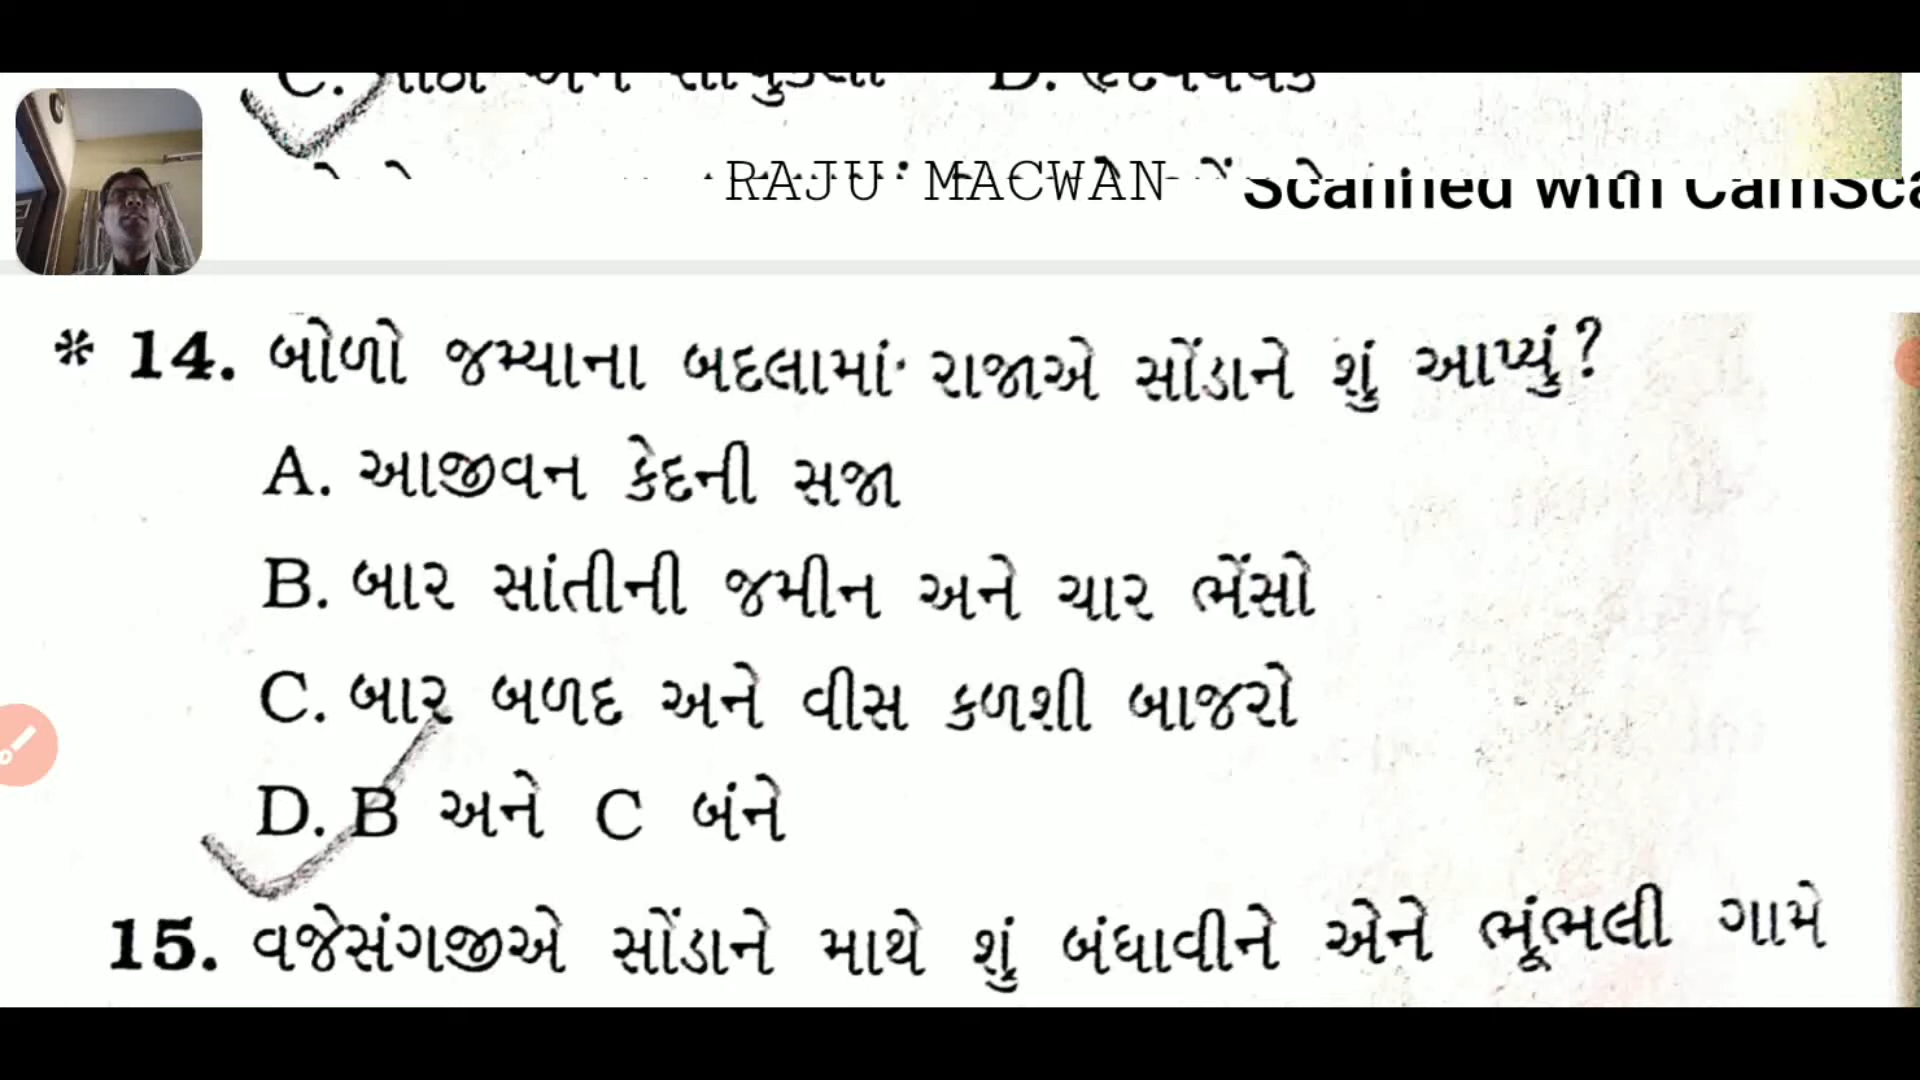 RAJU MACWAN
Scanned with CamSca
* 14. બોળો જમ્યાના બદલામાં રાજાએ સોંડાને શું આપ્યું?
A. આજીવન કેદની સજા
B. બાર સાંતીની જમીન અને ચાર ભેંસો
C. બાર બળદ અને વીસ કળશી બાજરો
D. B અને C બંને
15. વજેસંગજીએ સોંડાને માથે શું બંધાવીને એને ભૂંભલી ગામે